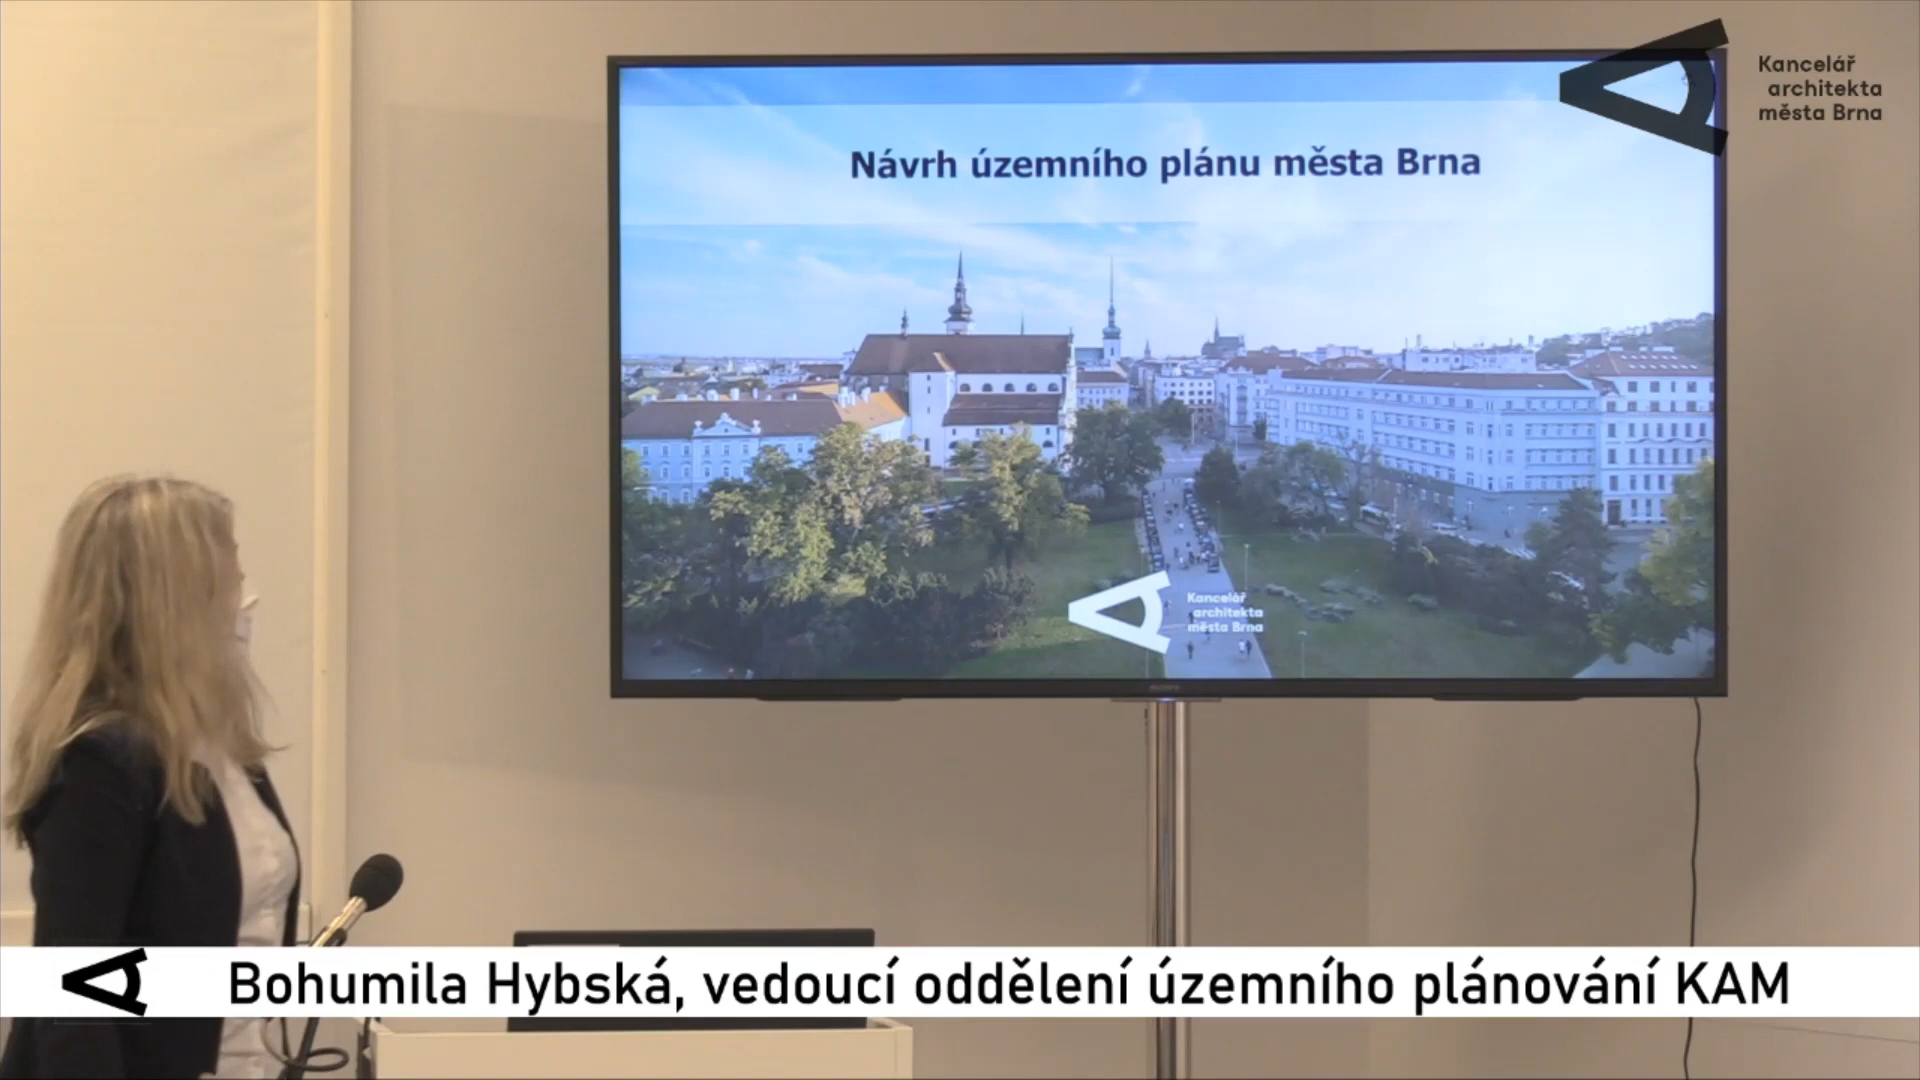 Kancelář
architekta
města Brna
Návrh územního plánu města Brna
Kancelář
architekta
města Brna
Bohumila Hybská, vedoucí oddělení územního plánování KAM